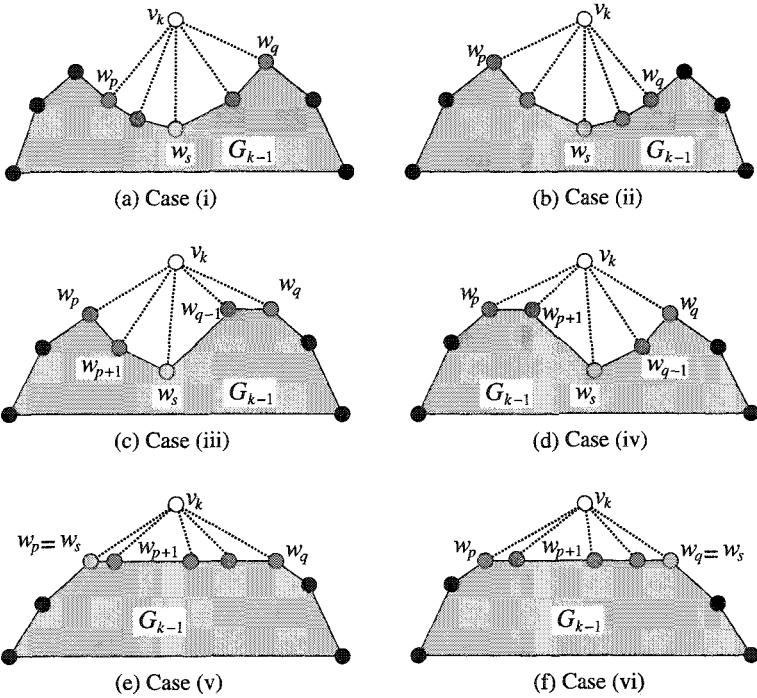 v_k v_k
w_p w_q w_p w_q
w_s G_{k-1} w_s G_{k-1}
(a) Case (i) (b) Case (ii)
v_k v_k
w_p w_{q-1} w_q w_p w_{p+1} w_q
w_{p+1} w_s G_{k-1} G_{k-1} w_s w_{q-1}
(c) Case (iii) (d) Case (iv)
v_k v_k
w_p = w_s w_{p+1} w_q w_p w_{p+1} w_q = w_s
G_{k-1} G_{k-1}
(e) Case (v) (f) Case (vi)